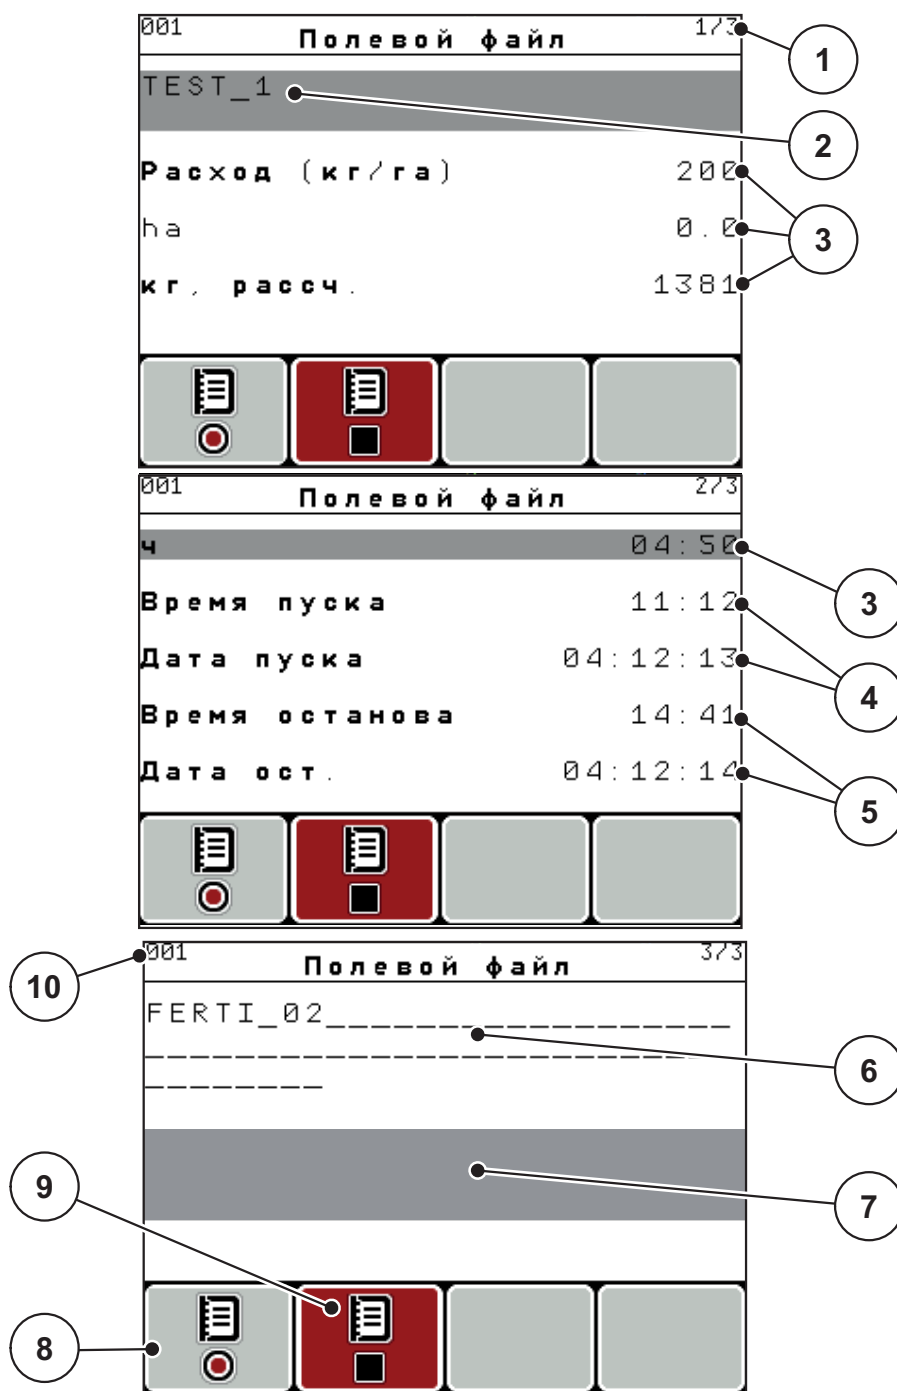 001 Полевой файл 1/3
1
TEST_1
2
Расход (кг/га) 200
ha 0.0
3
кг, рассч. 1381
001 Полевой файл 2/3
ч 04:50
3
Время пуска 11:12
Дата пуска 04:12:13
4
Время останова 14:41
Дата ост. 04:12:14
5
10
001 Полевой файл 3/3
FERTI_02__________________
_________________________
________
6
9
7
8